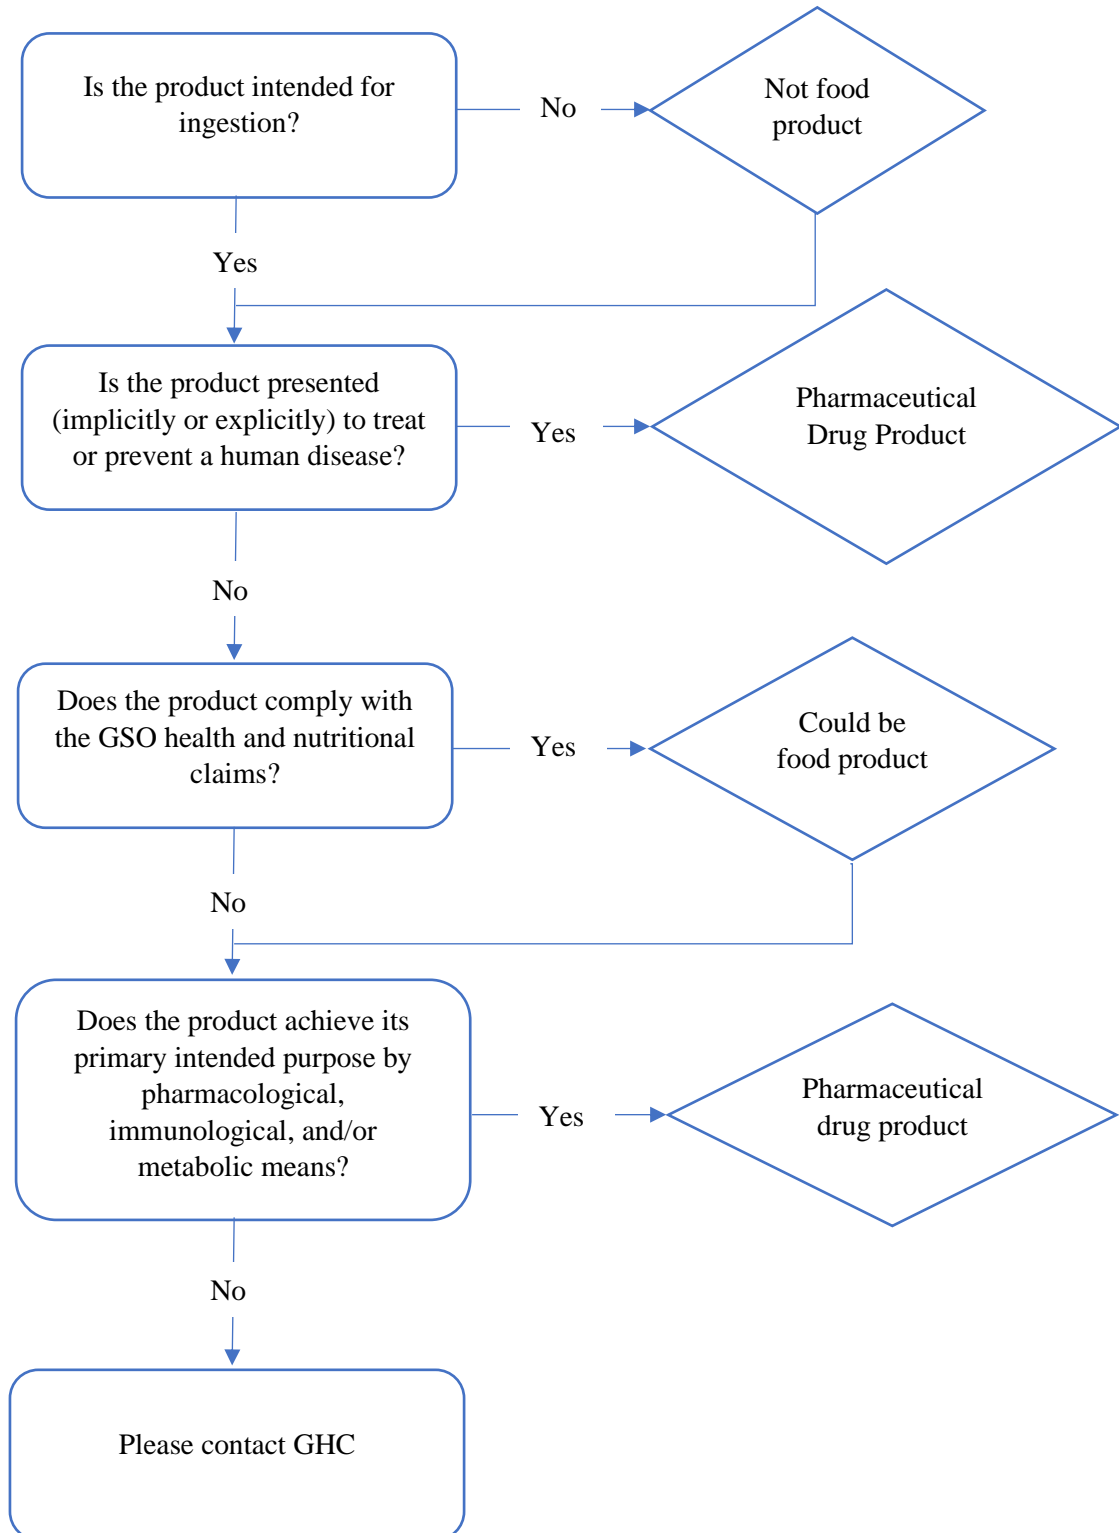 Is the product intended for
ingestion?
No
Not food
product
Yes
Is the product presented
(implicitly or explicitly) to treat
or prevent a human disease?
Yes
Pharmaceutical
Drug Product
No
Does the product comply with
the GSO health and nutritional
claims?
Yes
Could be
food product
No
Does the product achieve its
primary intended purpose by
pharmacological,
immunological, and/or
metabolic means?
Yes
Pharmaceutical
drug product
No
Please contact GHC